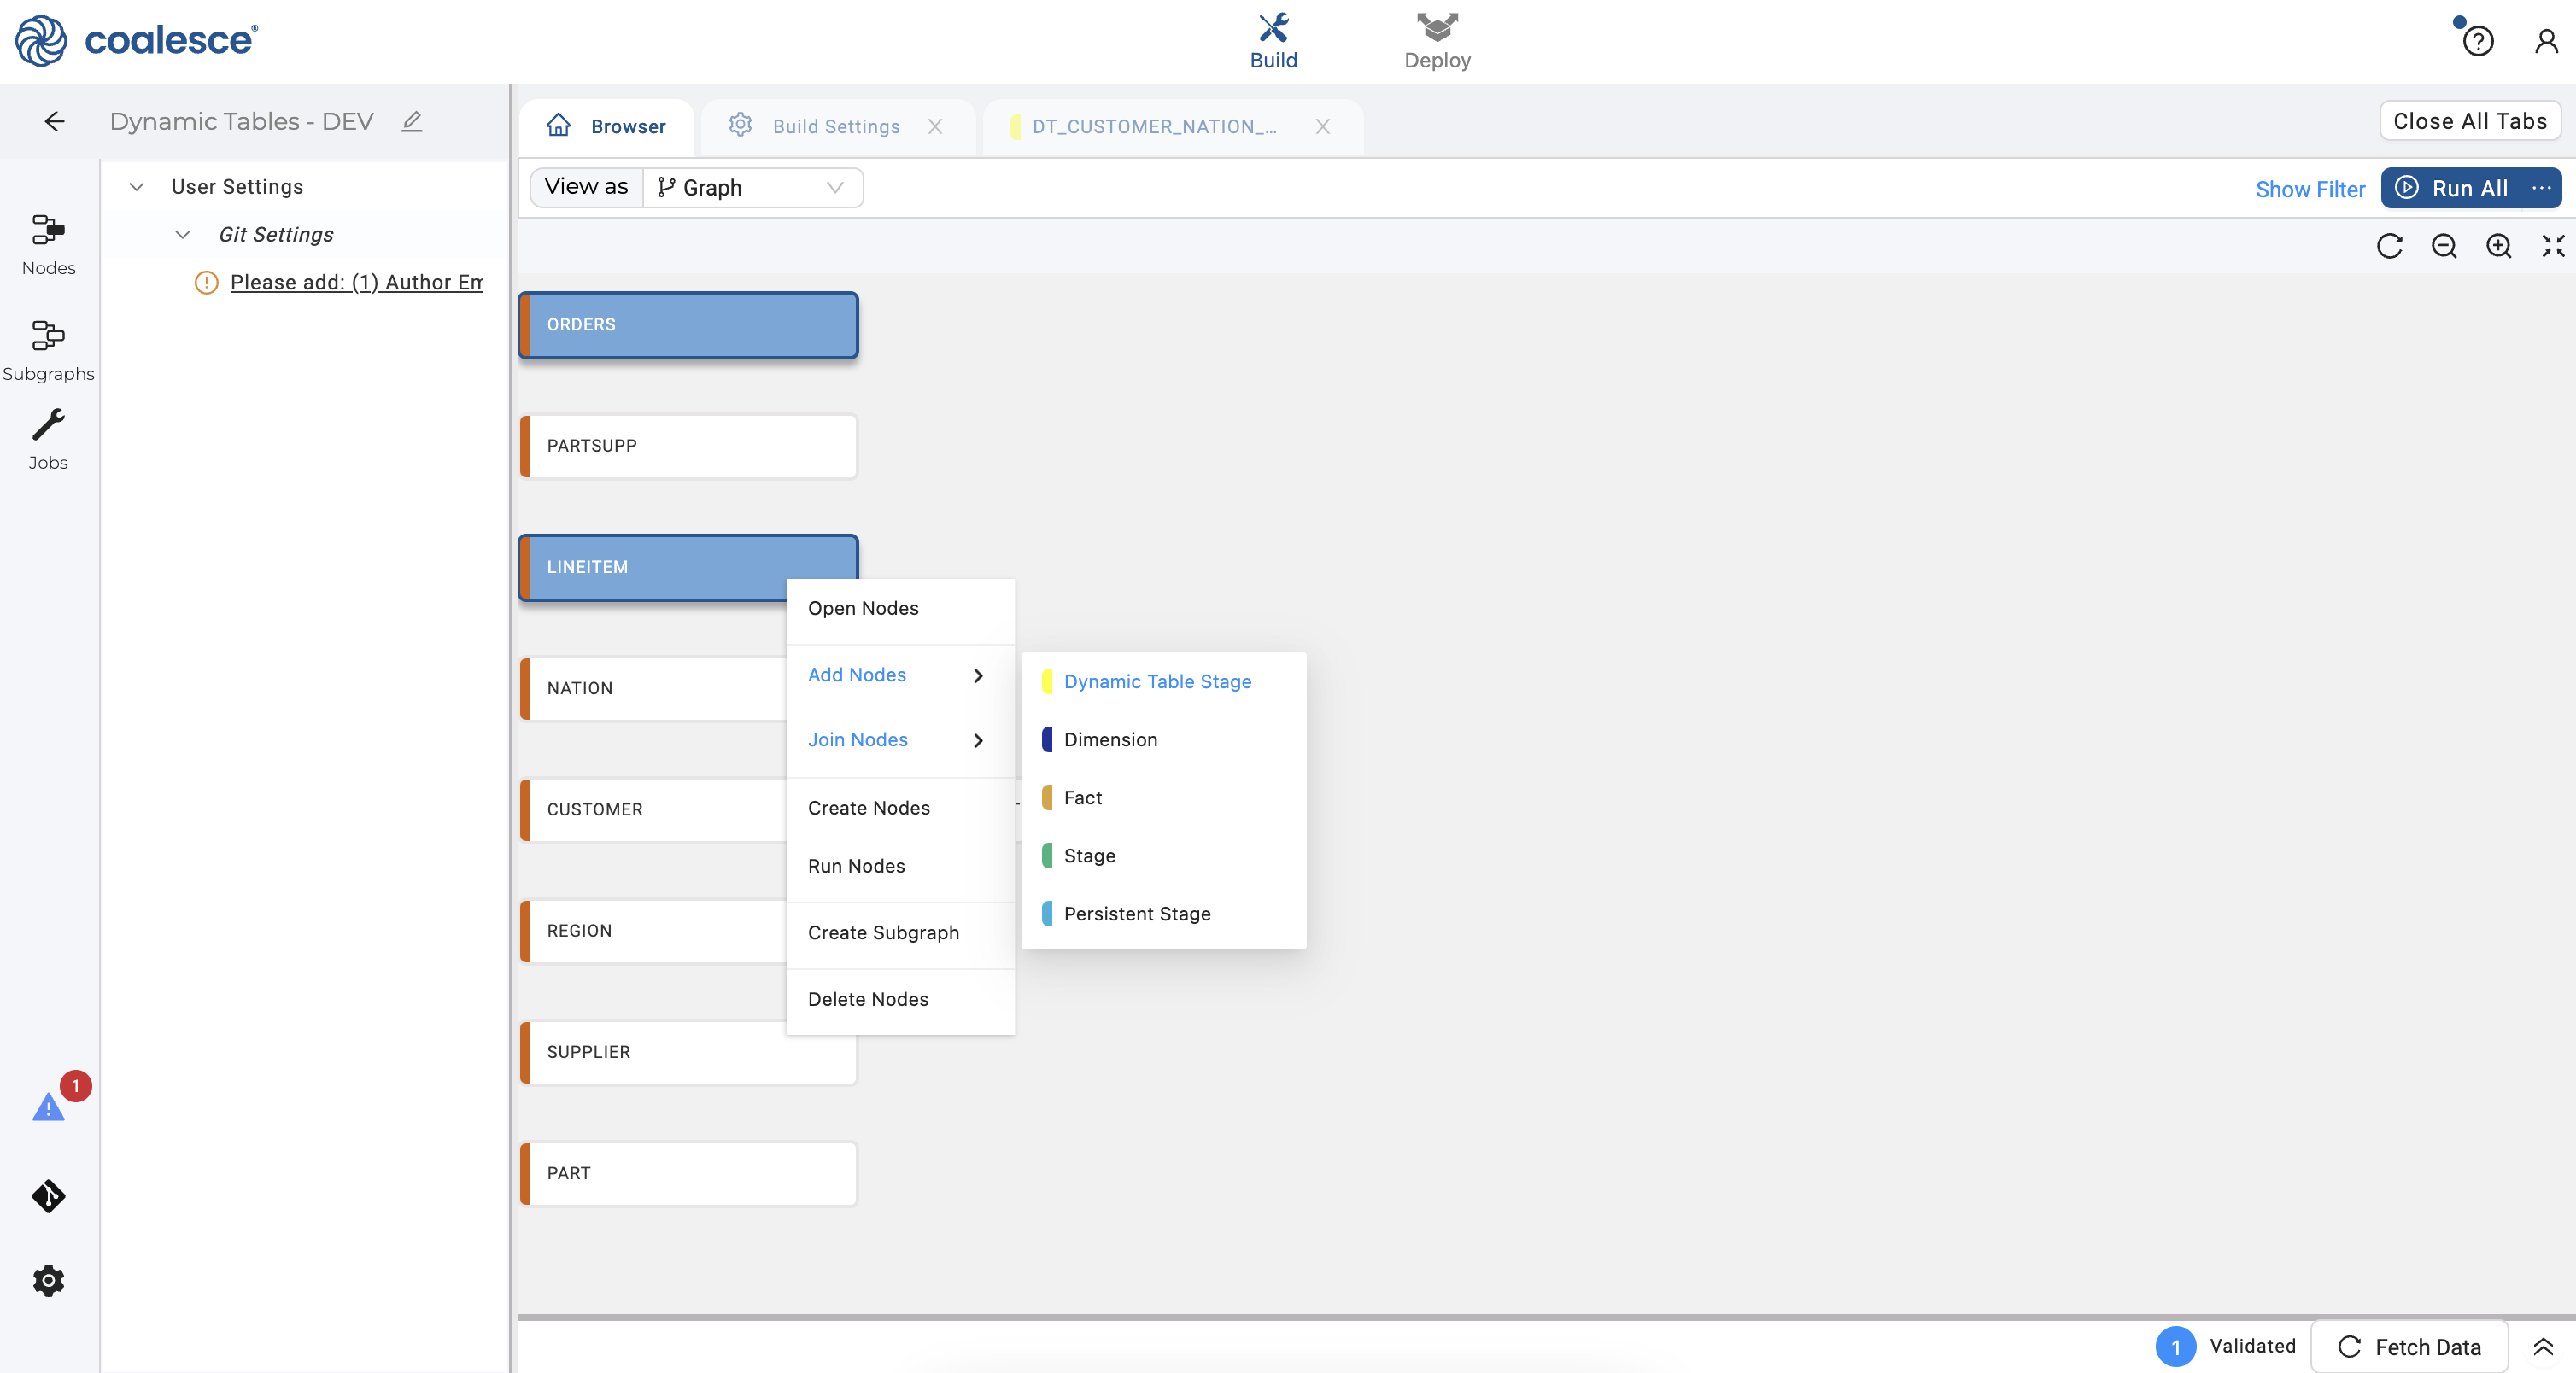 coalesce®
Build
Deploy
Dynamic Tables - DEV
Browser
Build Settings
DT_CUSTOMER_NATION_...
Close All Tabs
User Settings
View as
Graph
Show Filter
Run All
Git Settings
Please add: (1) Author Em
Nodes
Subgraphs
Jobs
ORDERS
PARTSUPP
LINEITEM
NATION
CUSTOMER
REGION
SUPPLIER
PART
Open Nodes
Add Nodes
Join Nodes
Create Nodes
Run Nodes
Create Subgraph
Delete Nodes
Dynamic Table Stage
Dimension
Fact
Stage
Persistent Stage
1
1
Validated
Fetch Data